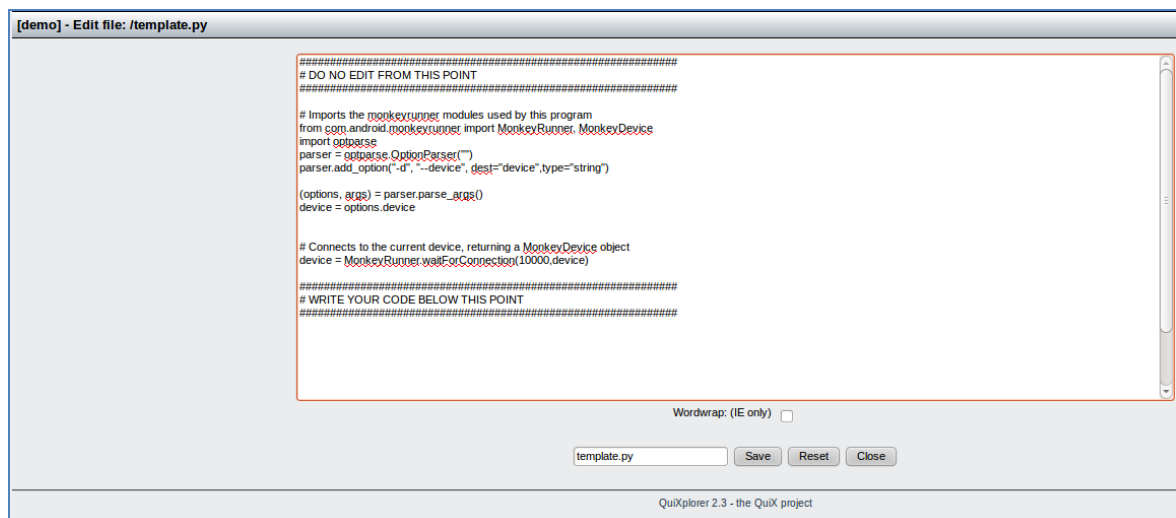 [demo] - Edit file: /template.py
###############################################################
# DO NO EDIT FROM THIS POINT
###############################################################
# Imports the monkeyrunner modules used by this program
from com.android.monkeyrunner import MonkeyRunner, MonkeyDevice
import optparse
parser = optparse.OptionParser("")
parser.add_option("-d", "--device", dest="device",type="string")
(options, args) = parser.parse_args()
device = options.device
# Connects to the current device, returning a MonkeyDevice object
device = MonkeyRunner.waitForConnection(10000,device)
###############################################################
# WRITE YOUR CODE BELOW THIS POINT
###############################################################
Wordwrap: (IE only)
template.py Save Reset Close
QuiXplorer 2.3 - the QuiX project